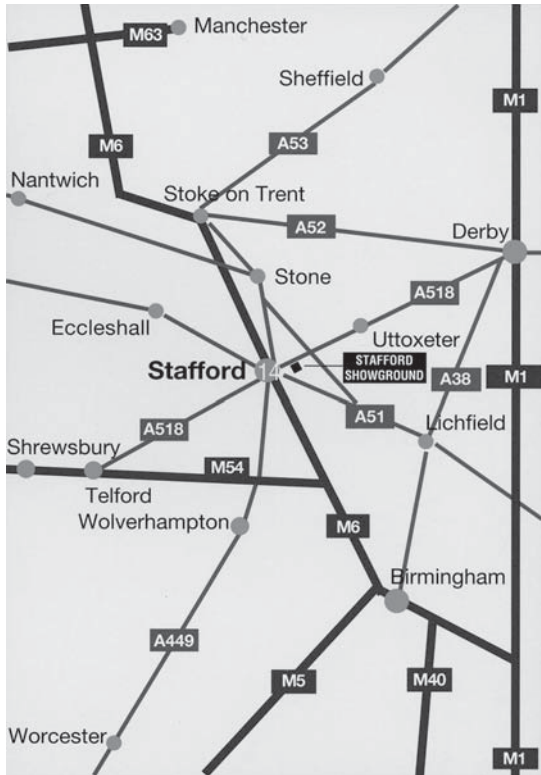 Manchester
M63
Sheffield
M1
M6
A53
Nantwich
Stoke on Trent
A52
Derby
Stone
A518
Eccleshall
Uttoxeter
Stafford
14
STAFFORD
SHOWGROUND
A38
M1
A51
Lichfield
A518
Shrewsbury
M54
Telford
Wolverhampton
M6
Birmingham
A449
M5
M40
Worcester
M1